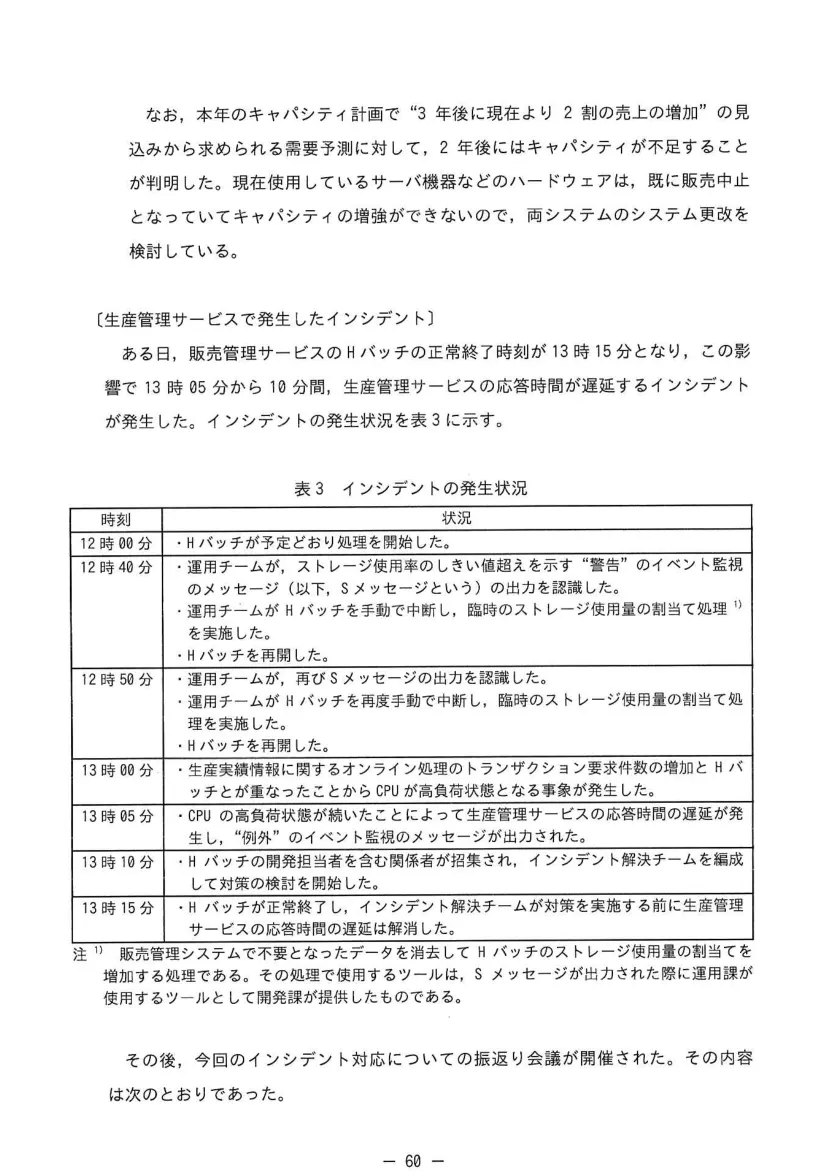 なお，本年のキャパシティ計画で“3 年後に現在より 2 割の売上の増加”の見
込みから求められる需要予測に対して，2 年後にはキャパシティが不足すること
が判明した。現在使用しているサーバ機器などのハードウェアは，既に販売中止
となっていてキャパシティの増強ができないので，両システムのシステム更改を
検討している。
〔生産管理サービスで発生したインシデント〕
ある日，販売管理サービスの H バッチの正常終了時刻が 13 時 15 分となり，この影
響で 13 時 05 分から 10 分間，生産管理サービスの応答時間が遅延するインシデント
が発生した。インシデントの発生状況を表 3 に示す。
表 3 インシデントの発生状況
時刻 状況
12 時 00 分 ・H バッチが予定どおり処理を開始した。
12 時 40 分 ・運用チームが，ストレージ使用率のしきい値超えを示す“警告”のイベント監視
のメッセージ（以下，S メッセージという）の出力を認識した。
・運用チームが H バッチを手動で中断し，臨時のストレージ使用量の割当て処理 1)
を実施した。
・H バッチを再開した。
12 時 50 分 ・運用チームが，再び S メッセージの出力を認識した。
・運用チームが H バッチを再度手動で中断し，臨時のストレージ使用量の割当て処
理を実施した。
・H バッチを再開した。
13 時 00 分 ・生産実績情報に関するオンライン処理のトランザクション要求件数の増加と H バ
ッチとが重なったことから CPU が高負荷状態となる事象が発生した。
13 時 05 分 ・CPU の高負荷状態が続いたことによって生産管理サービスの応答時間の遅延が発
生し，“例外”のイベント監視のメッセージが出力された。
13 時 10 分 ・H バッチの開発担当者を含む関係者が招集され，インシデント解決チームを編成
して対策の検討を開始した。
13 時 15 分 ・H バッチが正常終了し，インシデント解決チームが対策を実施する前に生産管理
サービスの応答時間の遅延は解消した。
注 1) 販売管理システムで不要となったデータを消去して H バッチのストレージ使用量の割当てを
増加する処理である。その処理で使用するツールは，S メッセージが出力された際に運用課が
使用するツールとして開発課が提供したものである。
その後，今回のインシデント対応についての振返り会議が開催された。その内容
は次のとおりであった。
－ 60 －